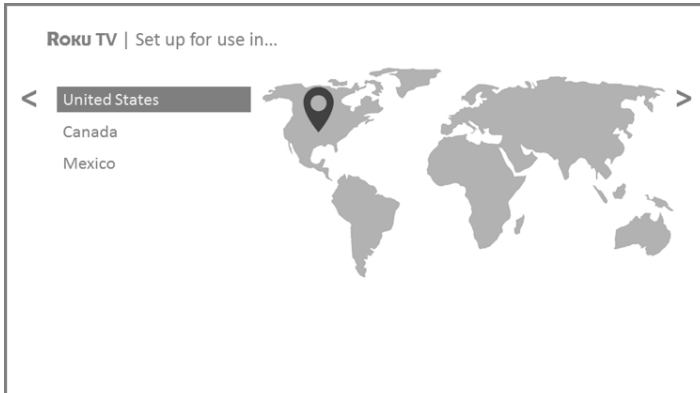 ROKU TV | Set up for use in...
< United States >
Canada
Mexico